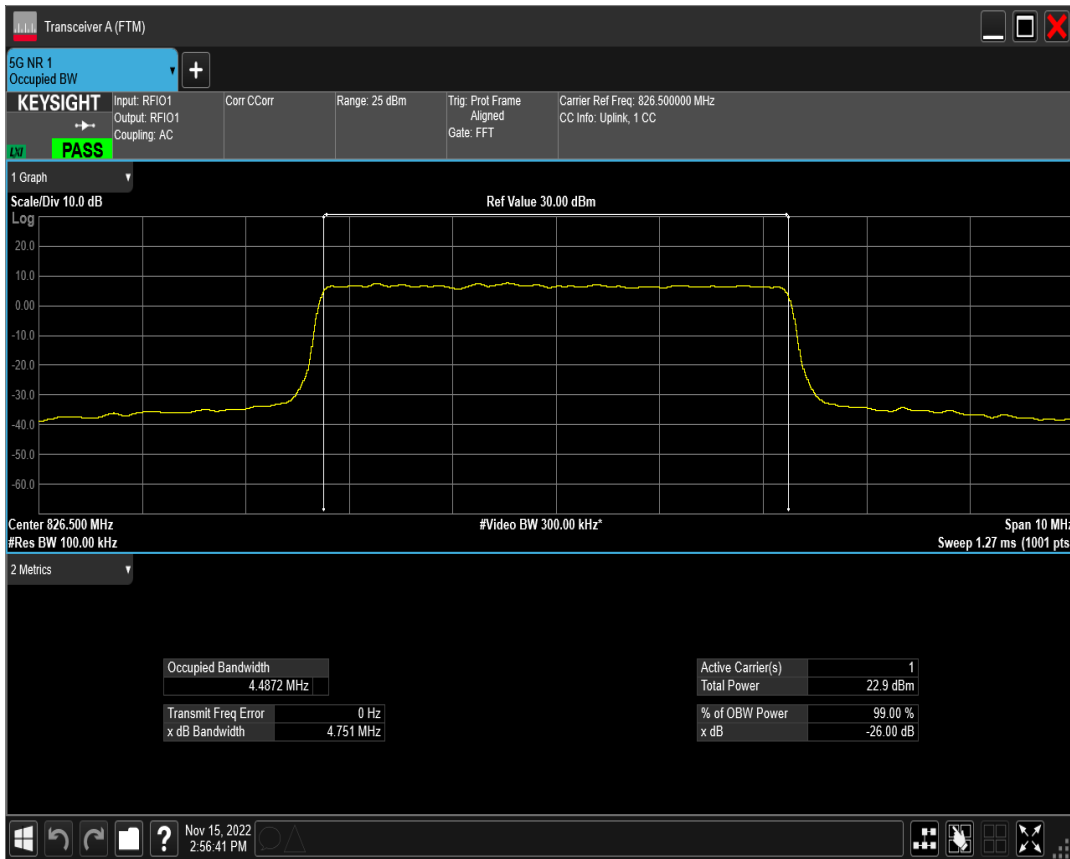 Transceiver A (FTM)
5G NR 1
Occupied BW
+
KEYSIGHT
LXI
PASS
Input: RFIO1
Output: RFIO1
Coupling: AC
Corr CCorr
Range: 25 dBm
Trig: Prot Frame
Aligned
Gate: FFT
Carrier Ref Freq: 826.500000 MHz
CC Info: Uplink, 1 CC
1 Graph
Scale/Div 10.0 dB
Ref Value 30.00 dBm
Log
20.0
10.0
0.00
-10.0
-20.0
-30.0
-40.0
-50.0
-60.0
Center 826.500 MHz
#Video BW 300.00 kHz*
Span 10 MHz
#Res BW 100.00 kHz
Sweep 1.27 ms (1001 pts
2 Metrics
Occupied Bandwidth
4.4872 MHz
Transmit Freq Error 0 Hz
x dB Bandwidth 4.751 MHz
Active Carrier(s) 1
Total Power 22.9 dBm
% of OBW Power 99.00 %
x dB -26.00 dB
?
Nov 15, 2022
2:56:41 PM